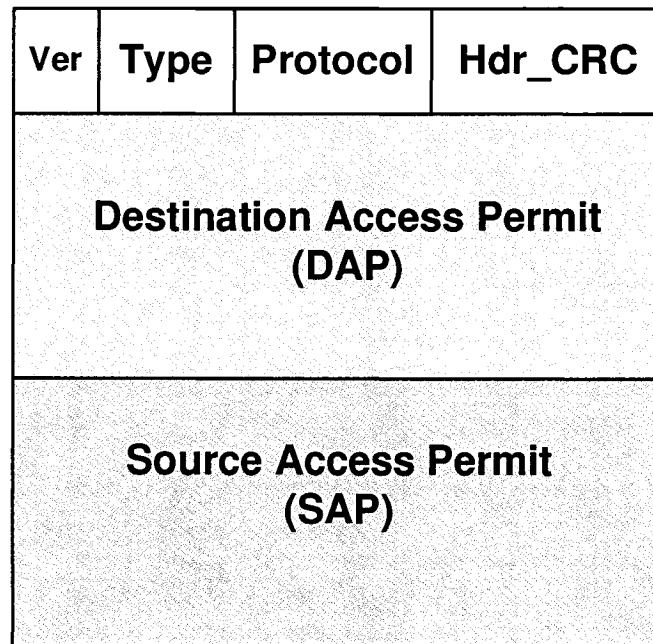 Ver Type Protocol Hdr_CRC
Destination Access Permit
(DAP)
Source Access Permit
(SAP)